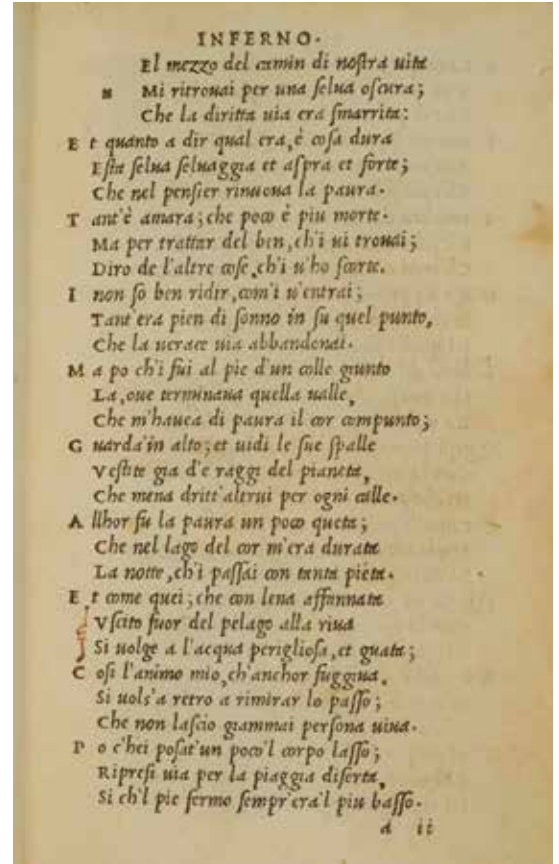 INFERNO.
El mezzo del camin di nostra uita
N Mi ritrouai per una selua oscura;
Che la diritta uia era smarrita:
E t quanto a dir qual era, è cosa dura
Esta selua seluaggia et aspra et forte;
Che nel pensier rinuoua la paura.
T ant'è amara; che poco è piu morte.
Ma per trattar del ben, ch'i ui trouai;
Diro de l'altre cose, ch'i u'ho scorte.
I non so ben ridir, com'i u'entrai;
Tant'era pien di sonno in su quel punto,
Che la uerace uia abbandonai.
M a po ch'i fui al pie d'un colle giunto
La, oue terminaua quella ualle,
Che m'hauea di paura il cor compunto;
G uarda'in alto; et uidi le sue spalle
Vestite gia d'e raggi del pianeta,
Che mena dritt'altrui per ogni calle.
A llhor fu la paura un poco queta;
Che nel lago del cor m'era durata
La notte, ch'i passai con tanta pieta.
E t come quei; che con lena affannata
Vscito fuor del pelago alla riua
Si uolge a l'acqua perigliosa, et guata;
C osi l'animo mio, ch'anchor fuggiua,
Si uols'a retro a rimirar lo passo;
Che non lascio giammai persona uiua.
P o c'hei posat'un poco'l corpo lasso;
Ripresi uia per la piaggia diserta,
Si ch'l pie fermo sempr'era'l piu basso.
a ii